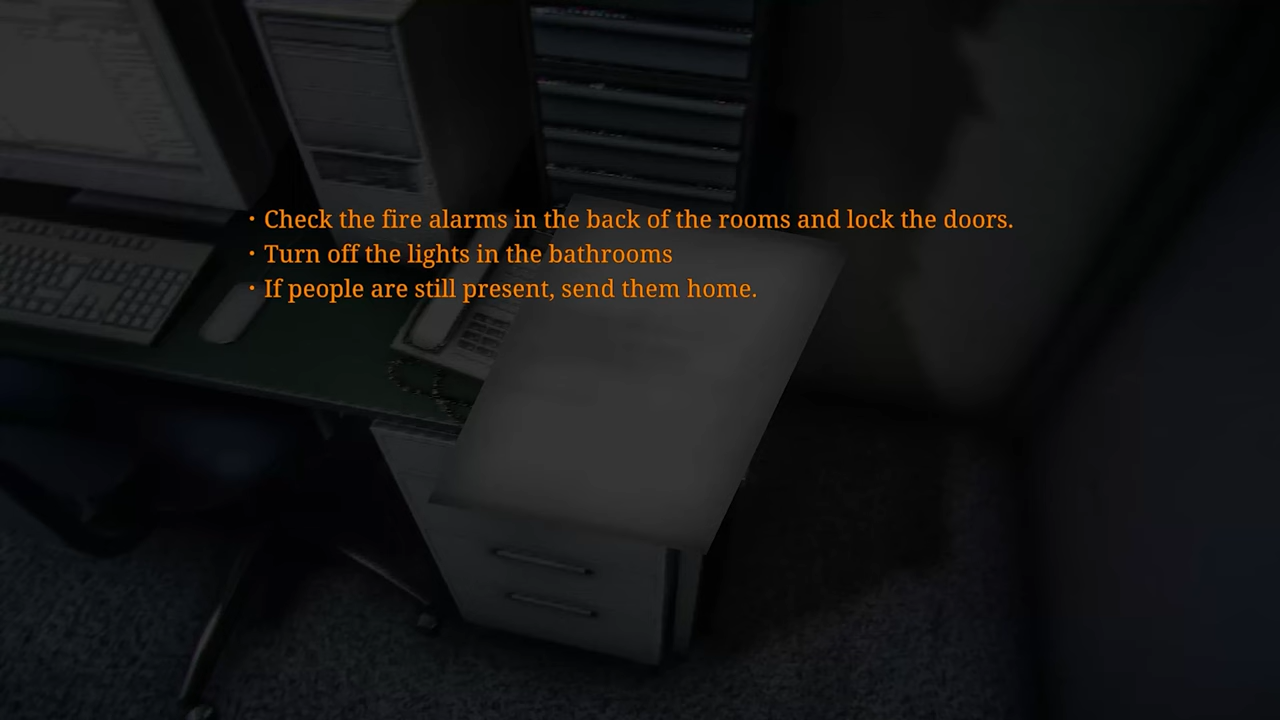 ・Check the fire alarms in the back of the rooms and lock the doors.
・Turn off the lights in the bathrooms
・If people are still present, send them home.